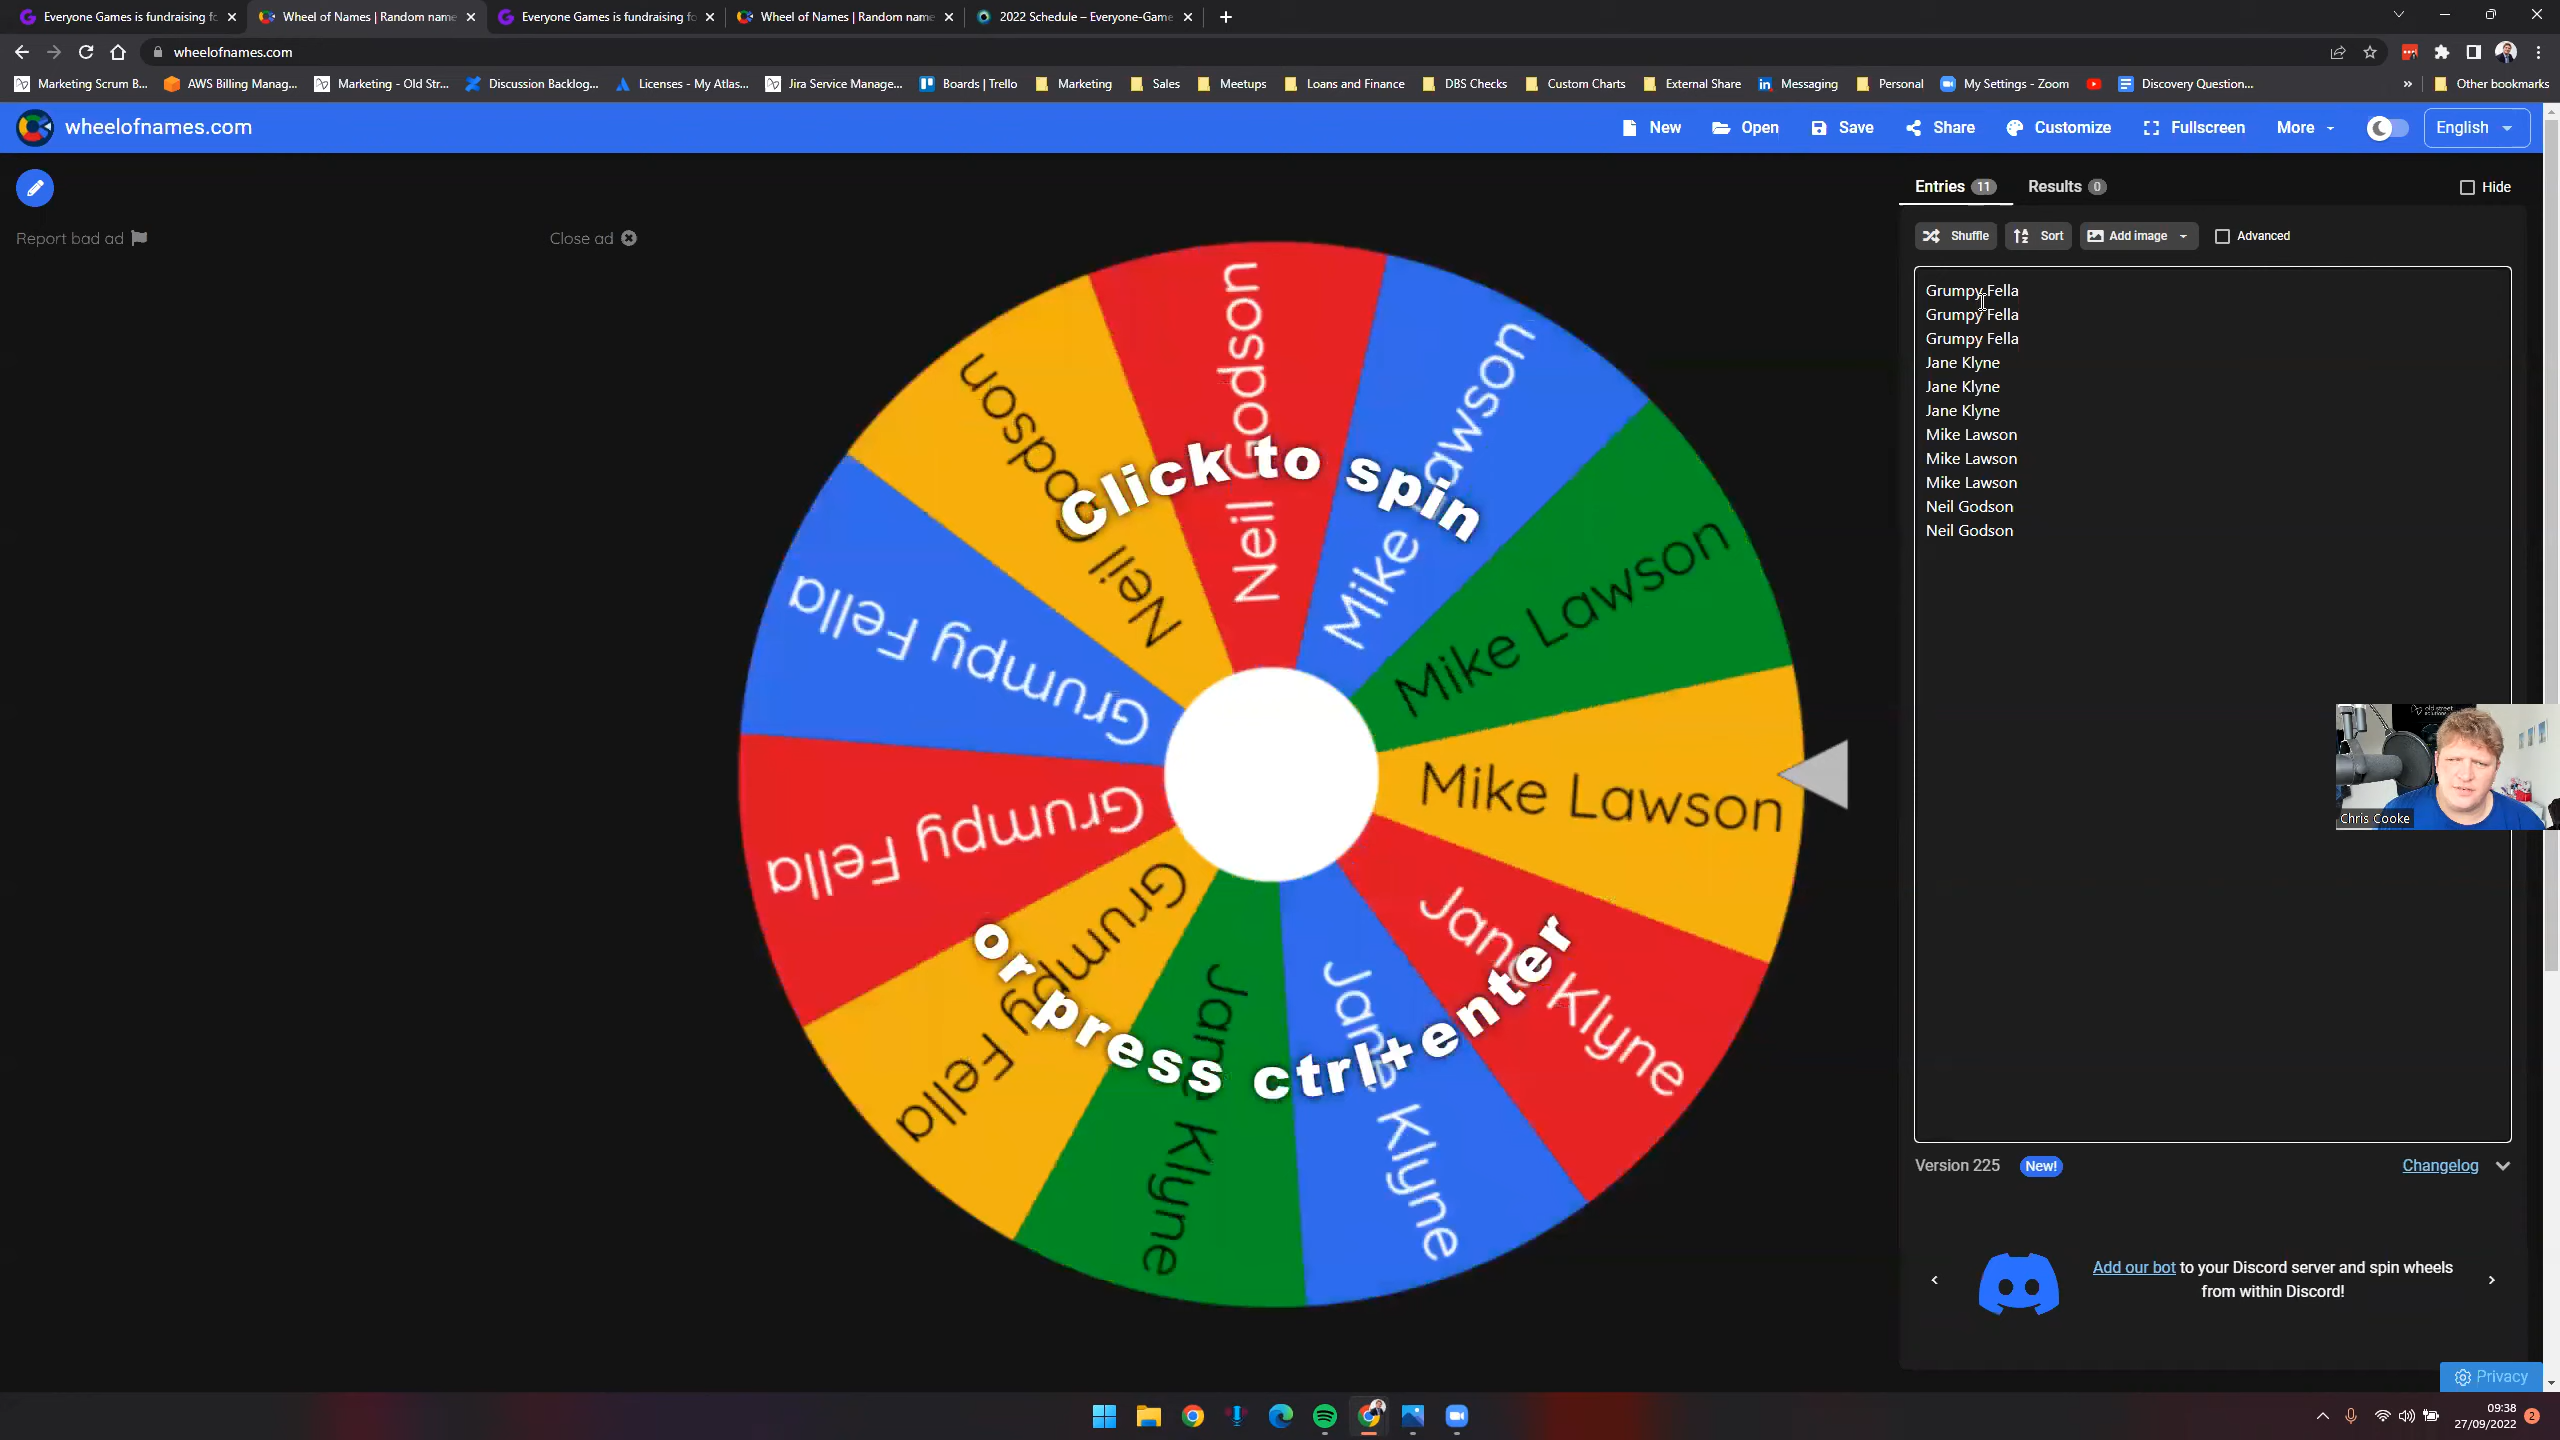 Everyone Games is fundraising fo
Wheel of Names | Random name
Everyone Games is fundraising fo
Wheel of Names | Random name
2022 Schedule – Everyone-Game
wheelofnames.com
Marketing Scrum B...
AWS Billing Manag...
Marketing - Old Str...
Discussion Backlog...
Licenses - My Atlas...
Jira Service Manage...
Boards | Trello
Marketing
Sales
Meetups
Loans and Finance
DBS Checks
Custom Charts
External Share
Messaging
Personal
My Settings - Zoom
Discovery Question...
Other bookmarks
wheelofnames.com
New
Open
Save
Share
Customize
Fullscreen
More
English
Report bad ad
Close ad
Entries 11
Results 0
Hide
Shuffle
Sort
Add image
Advanced
Grumpy Fella
Grumpy Fella
Grumpy Fella
Jane Klyne
Jane Klyne
Jane Klyne
Mike Lawson
Mike Lawson
Mike Lawson
Neil Godson
Neil Godson
Click to spin
or press ctrl+enter
Neil Godson
Mike Lawson
Mike Lawson
Mike Lawson
Jane Klyne
Jane Klyne
Jane Klyne
Grumpy Fella
Grumpy Fella
Grumpy Fella
Neil Godson
old street
solutions
Chris Cooke
Version 225
New!
Changelog
Add our bot to your Discord server and spin wheels
from within Discord!
Privacy
09:38
27/09/2022
2